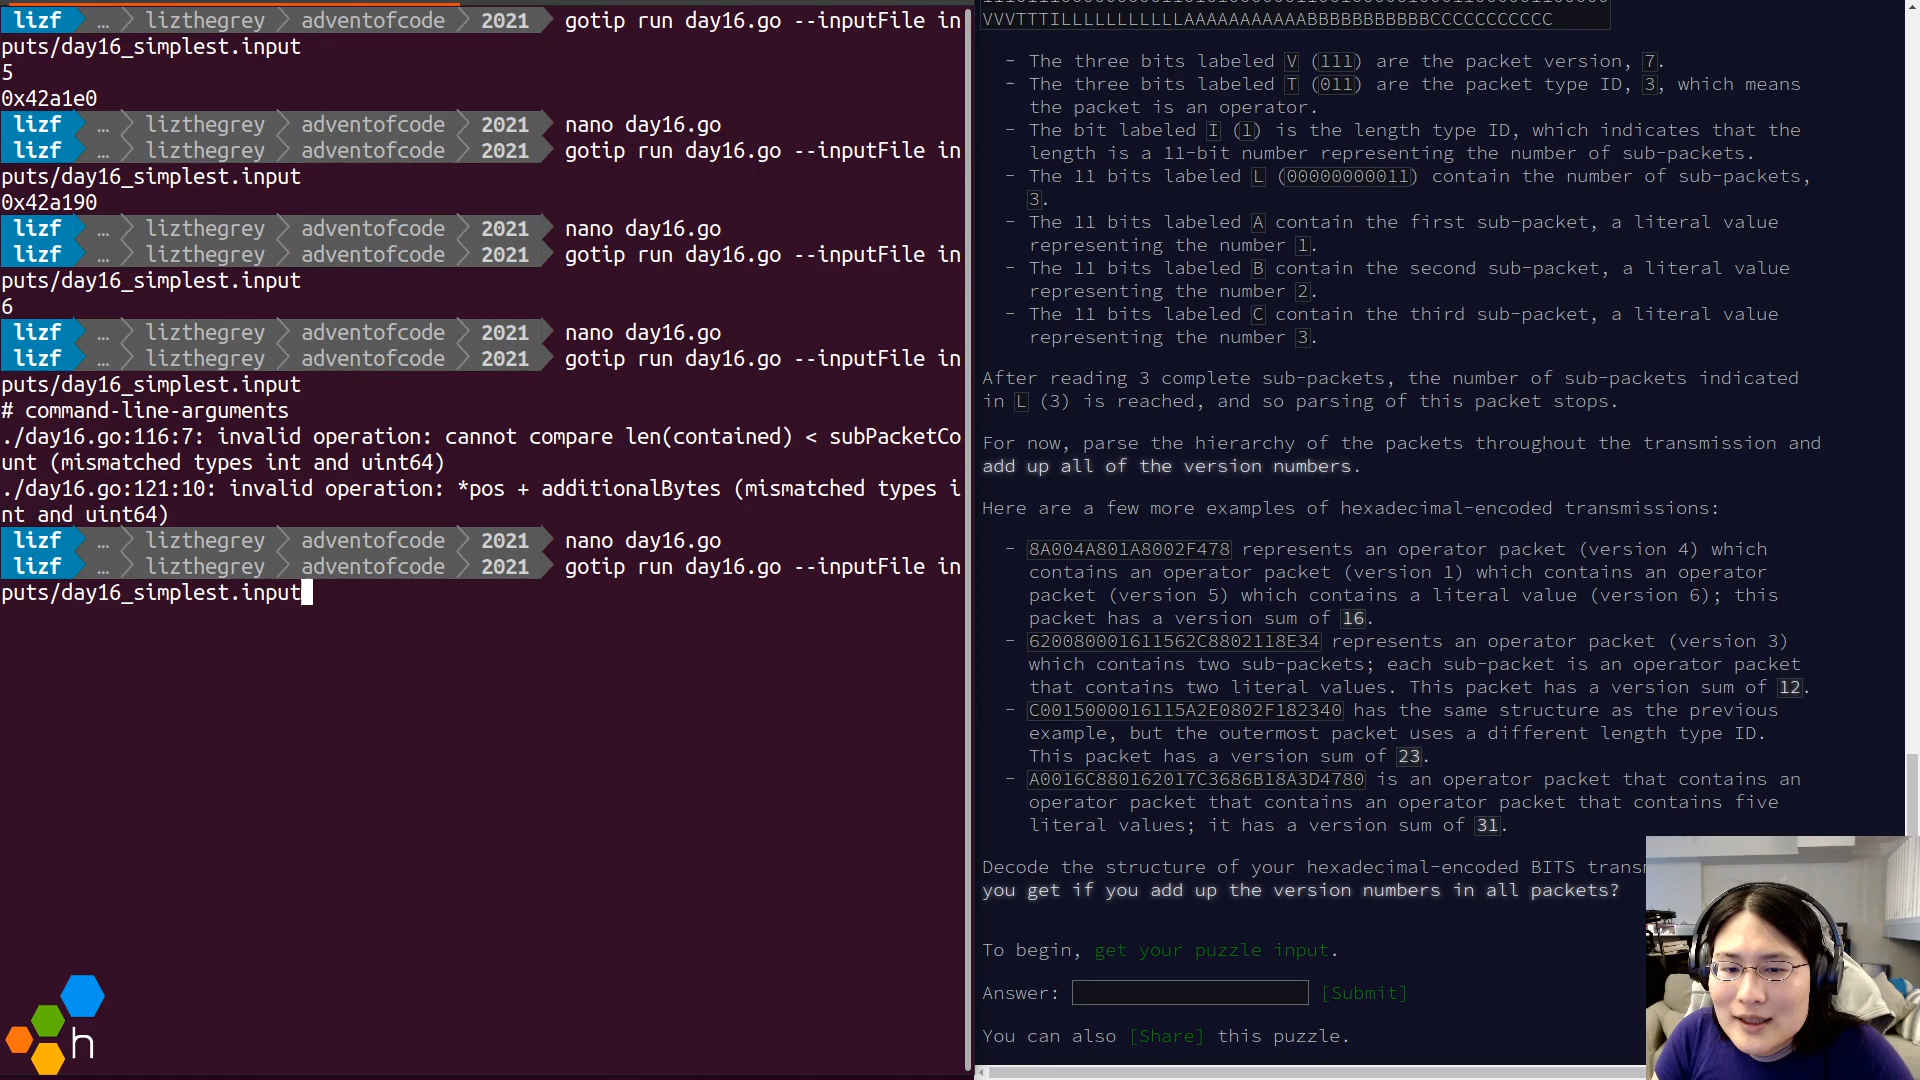 lizf … lizthegrey adventofcode 2021 gotip run day16.go --inputFile in
puts/day16_simplest.input
5
0x42a1e0
lizf … lizthegrey adventofcode 2021 nano day16.go
lizf … lizthegrey adventofcode 2021 gotip run day16.go --inputFile in
puts/day16_simplest.input
0x42a190
lizf … lizthegrey adventofcode 2021 nano day16.go
lizf … lizthegrey adventofcode 2021 gotip run day16.go --inputFile in
puts/day16_simplest.input
6
lizf … lizthegrey adventofcode 2021 nano day16.go
lizf … lizthegrey adventofcode 2021 gotip run day16.go --inputFile in
puts/day16_simplest.input
# command-line-arguments
./day16.go:116:7: invalid operation: cannot compare len(contained) < subPacketCo
unt (mismatched types int and uint64)
./day16.go:121:10: invalid operation: *pos + additionalBytes (mismatched types i
nt and uint64)
lizf … lizthegrey adventofcode 2021 nano day16.go
lizf … lizthegrey adventofcode 2021 gotip run day16.go --inputFile in
puts/day16_simplest.input
h
VVVTTTILLLLLLLLLLLAAAAAAAAAAABBBBBBBBBBBCCCCCCCCCCC
- The three bits labeled V (111) are the packet version, 7.
- The three bits labeled T (011) are the packet type ID, 3, which means
the packet is an operator.
- The bit labeled I (1) is the length type ID, which indicates that the
length is a 11-bit number representing the number of sub-packets.
- The 11 bits labeled L (00000000011) contain the number of sub-packets,
3.
- The 11 bits labeled A contain the first sub-packet, a literal value
representing the number 1.
- The 11 bits labeled B contain the second sub-packet, a literal value
representing the number 2.
- The 11 bits labeled C contain the third sub-packet, a literal value
representing the number 3.
After reading 3 complete sub-packets, the number of sub-packets indicated
in L (3) is reached, and so parsing of this packet stops.
For now, parse the hierarchy of the packets throughout the transmission and
add up all of the version numbers.
Here are a few more examples of hexadecimal-encoded transmissions:
- 8A004A801A8002F478 represents an operator packet (version 4) which
contains an operator packet (version 1) which contains an operator
packet (version 5) which contains a literal value (version 6); this
packet has a version sum of 16.
- 620080001611562C8802118E34 represents an operator packet (version 3)
which contains two sub-packets; each sub-packet is an operator packet
that contains two literal values. This packet has a version sum of 12.
- C0015000016115A2E0802F182340 has the same structure as the previous
example, but the outermost packet uses a different length type ID.
This packet has a version sum of 23.
- A0016C880162017C3686B18A3D4780 is an operator packet that contains an
operator packet that contains an operator packet that contains five
literal values; it has a version sum of 31.
Decode the structure of your hexadecimal-encoded BITS
you get if you add up the version numbers in all packets?
To begin, get your puzzle input.
Answer: [Submit]
You can also [Share] this puzzle.